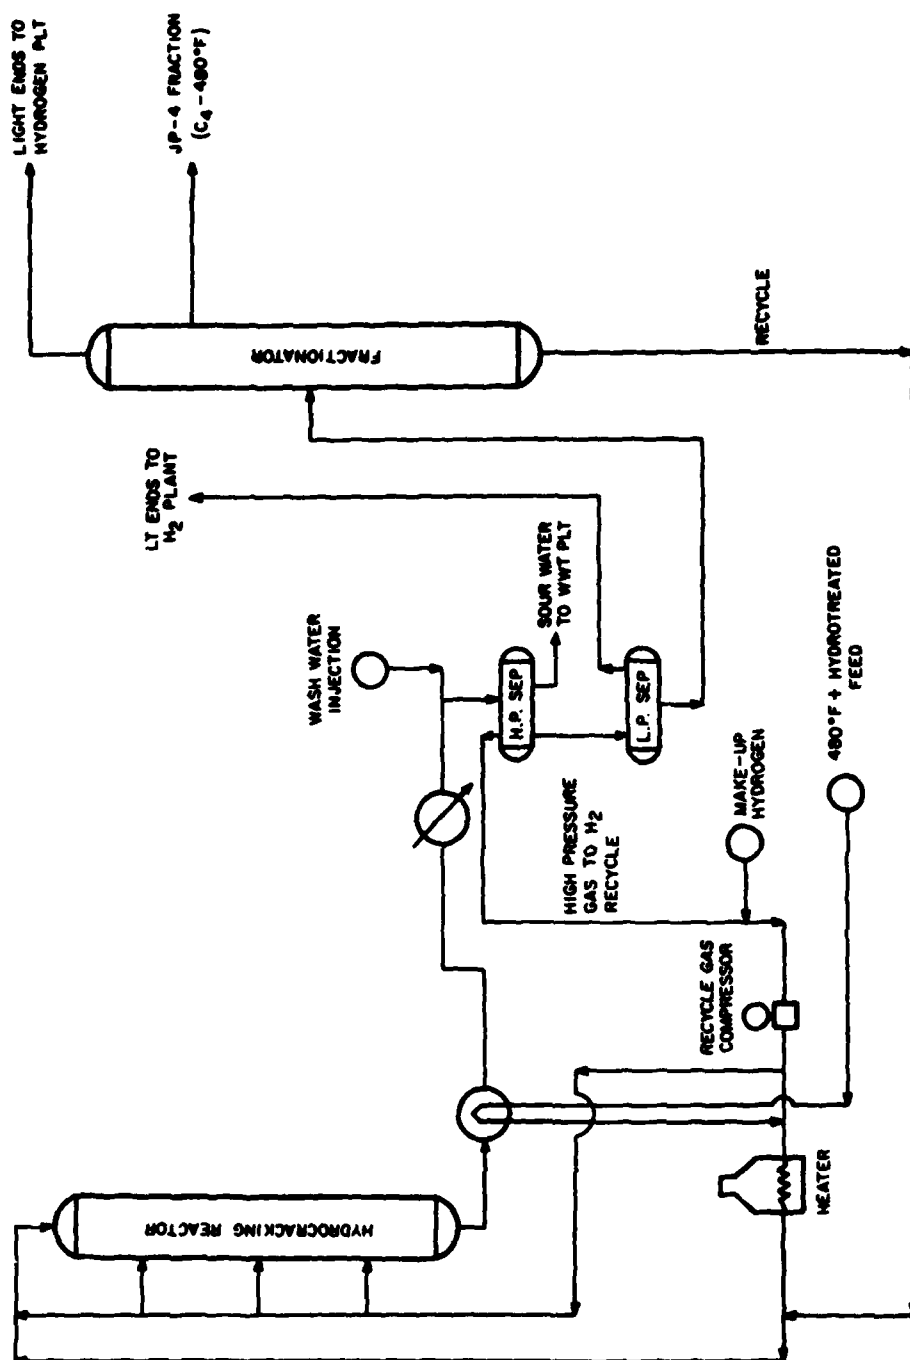 LIGHT ENDS TO
HYDROGEN PLT
JP-4 FRACTION
(C4-480°F)
FRACTIONATOR
RECYCLE
LT ENDS TO
H2 PLANT
WASH WATER
INJECTION
H.P. SEP
SOUR WATER
TO WWT PLT
L.P. SEP
HIGH PRESSURE
GAS TO H2
RECYCLE
MAKE-UP
HYDROGEN
480°F+ HYDROTREATED
FEED
RECYCLE GAS
COMPRESSOR
HYDROCRACKING REACTOR
HEATER